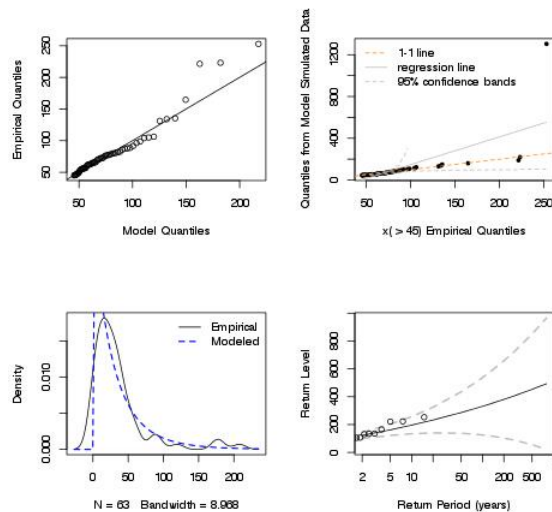 Empirical Quantiles
50 100 150 200 250
50 100 150 200
Model Quantiles
Quantiles from Model Simulated Data
0 400 800 1200
1-1 line
regression line
95% confidence bands
50 100 150 200 250
x( > 45) Empirical Quantiles
Density
0.000 0.010
Empirical
Modeled
0 50 100 150 200
N = 63 Bandwidth = 8.968
Return Level
0 200 400 800
2 5 10 20 50 100 500
Return Period (years)